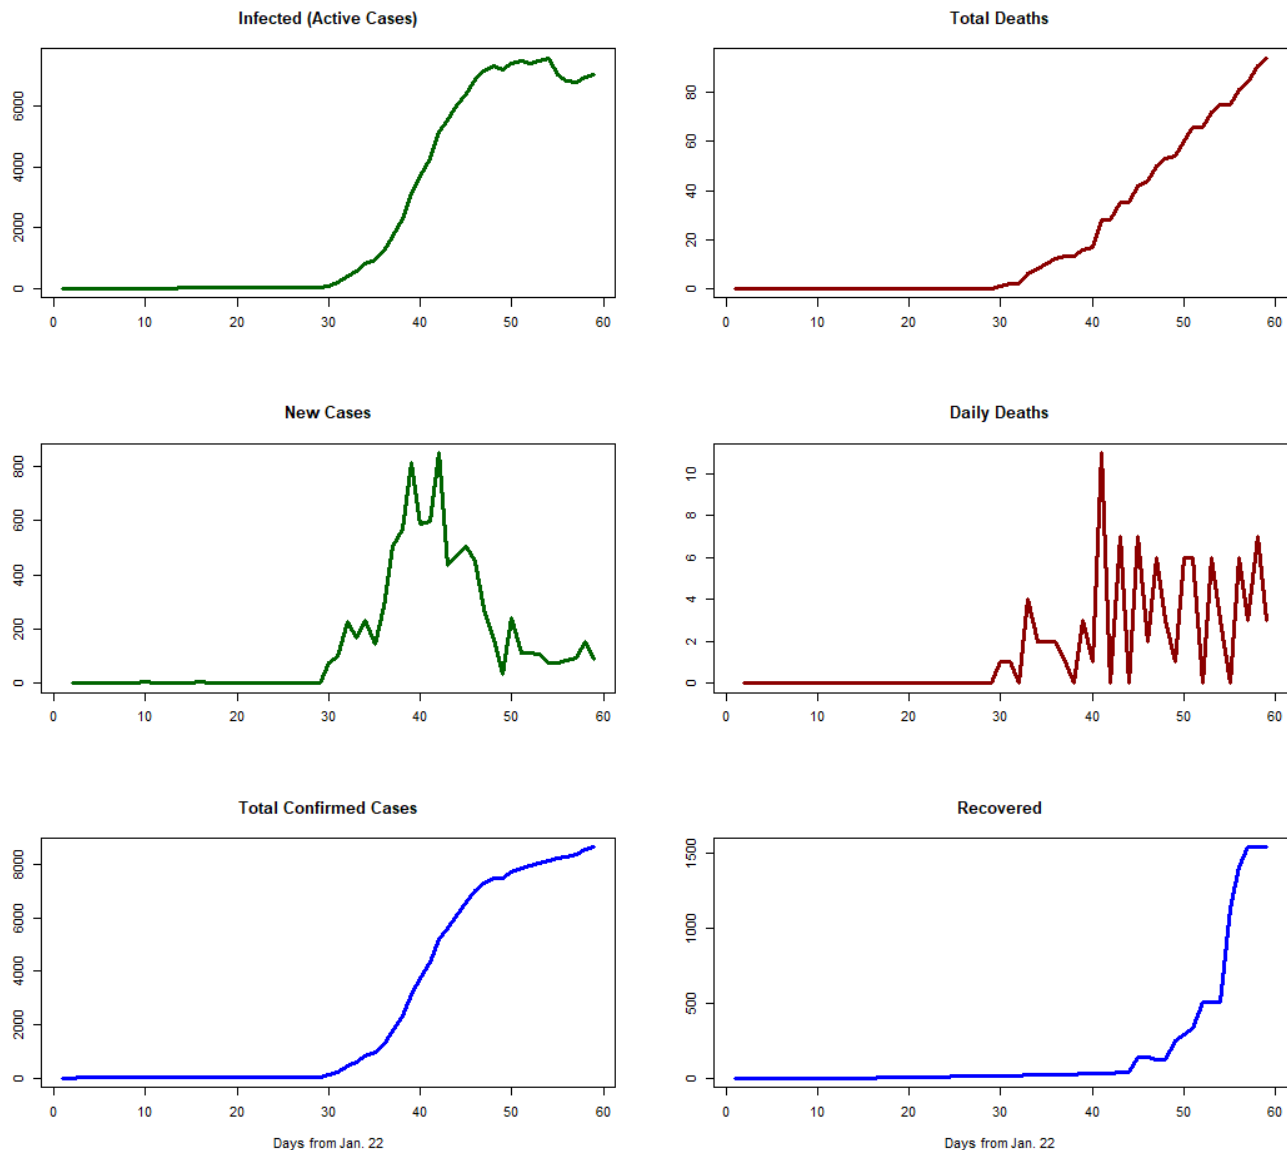 Infected (Active Cases)
6000
4000
2000
0
0 10 20 30 40 50 60
Total Deaths
80
60
40
20
0
0 10 20 30 40 50 60
New Cases
800
600
400
200
0
0 10 20 30 40 50 60
Daily Deaths
10
8
6
4
2
0
0 10 20 30 40 50 60
Total Confirmed Cases
8000
6000
4000
2000
0
0 10 20 30 40 50 60
Days from Jan. 22
Recovered
1500
1000
500
0
0 10 20 30 40 50 60
Days from Jan. 22